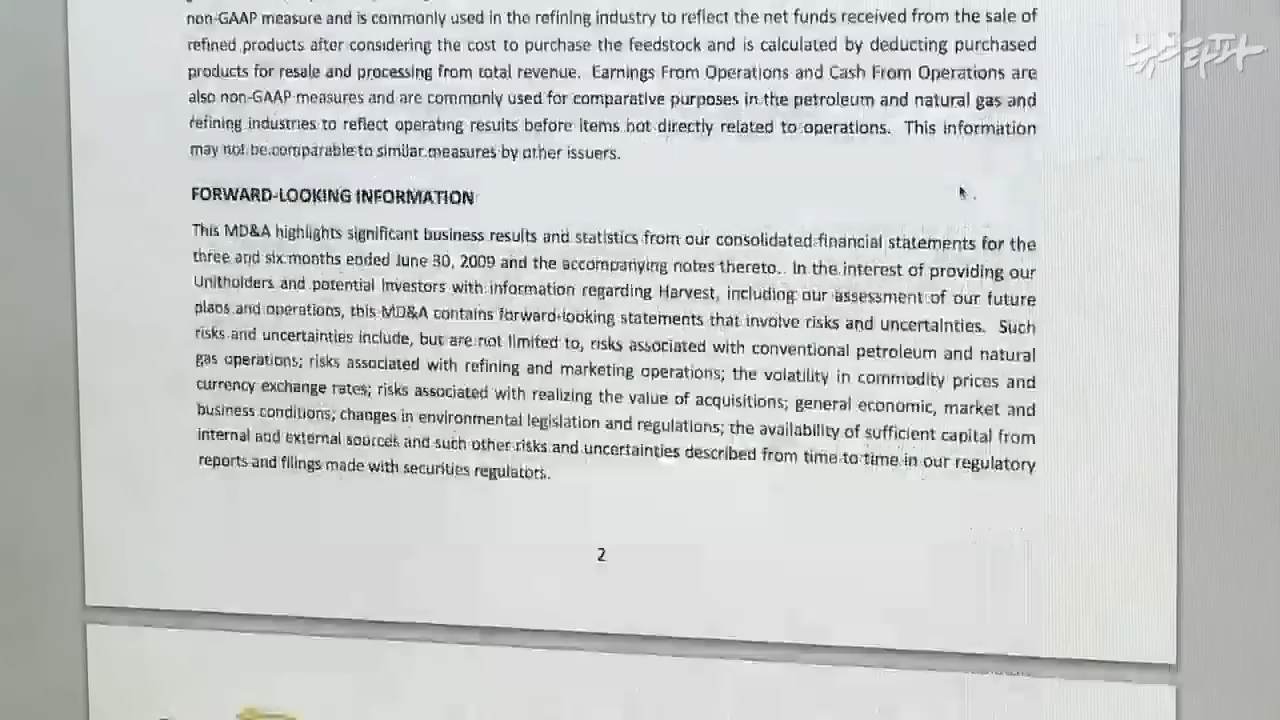 뉴스타파
non-GAAP measure and is commonly used in the refining industry to reflect the net funds received from the sale of
refined products after considering the cost to purchase the feedstock and is calculated by deducting purchased
products for resale and processing from total revenue. Earnings From Operations and Cash From Operations are
also non-GAAP measures and are commonly used for comparative purposes in the petroleum and natural gas and
refining industries to reflect operating results before items not directly related to operations. This information
may not be comparable to similar measures by other issuers.
FORWARD-LOOKING INFORMATION
This MD&A highlights significant business results and statistics from our consolidated financial statements for the
three and six months ended June 30, 2009 and the accompanying notes thereto.. In the interest of providing our
Unitholders and potential investors with information regarding Harvest, including our assessment of our future
plans and operations, this MD&A contains forward-looking statements that involve risks and uncertainties. Such
risks and uncertainties include, but are not limited to, risks associated with conventional petroleum and natural
gas operations; risks associated with refining and marketing operations; the volatility in commodity prices and
currency exchange rates; risks associated with realizing the value of acquisitions; general economic, market and
business conditions; changes in environmental legislation and regulations; the availability of sufficient capital from
internal and external sources and such other risks and uncertainties described from time to time in our regulatory
reports and filings made with securities regulators.
2